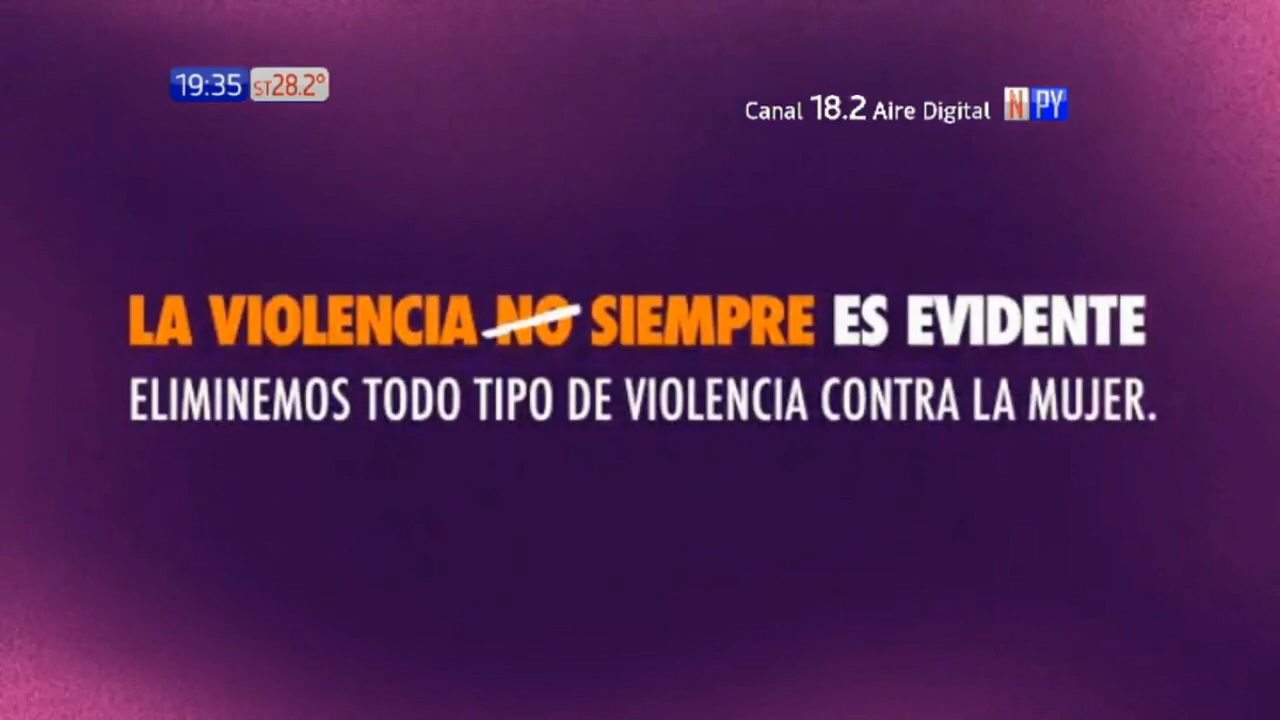 19:35 ST28.2°
Canal 18.2 Aire Digital NPY
LA VIOLENCIA NO SIEMPRE ES EVIDENTE
ELIMINEMOS TODO TIPO DE VIOLENCIA CONTRA LA MUJER.